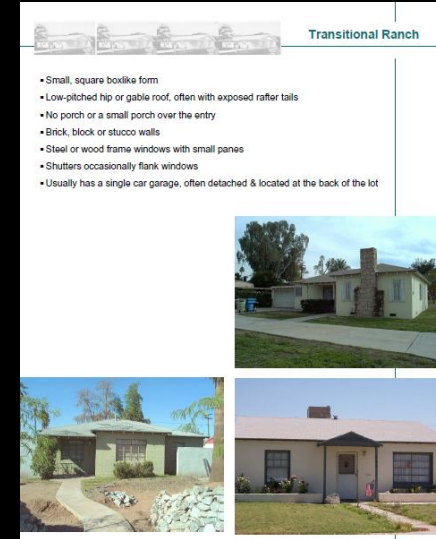 Transitional Ranch
▪ Small, square boxlike form
▪ Low-pitched hip or gable roof, often with exposed rafter tails
▪ No porch or a small porch over the entry
▪ Brick, block or stucco walls
▪ Steel or wood frame windows with small panes
▪ Shutters occasionally flank windows
▪ Usually has a single car garage, often detached & located at the back of the lot